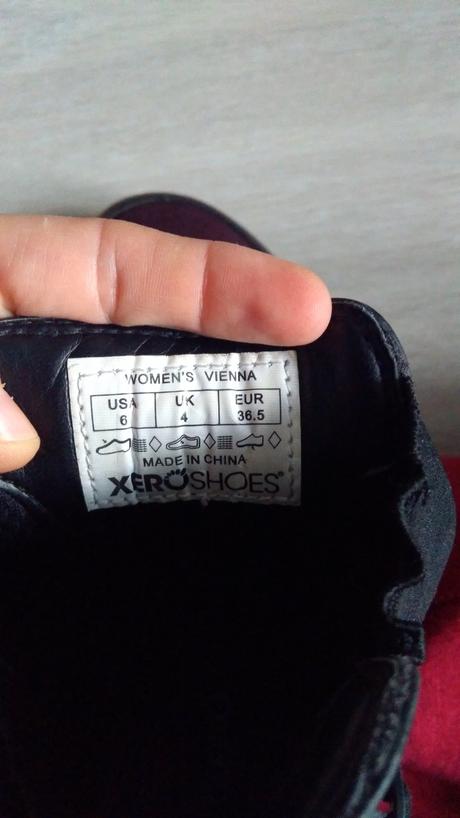 WOMEN'S VIENNA
USA UK EUR
6 4 36.5
MADE IN CHINA
XEROSHOES®